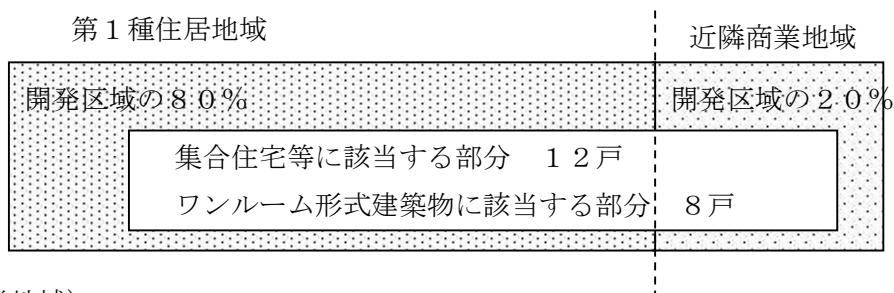 第１種住居地域
近隣商業地域
開発区域の８０％
開発区域の２０％
集合住宅等に該当する部分　１２戸
ワンルーム形式建築物に該当する部分　８戸